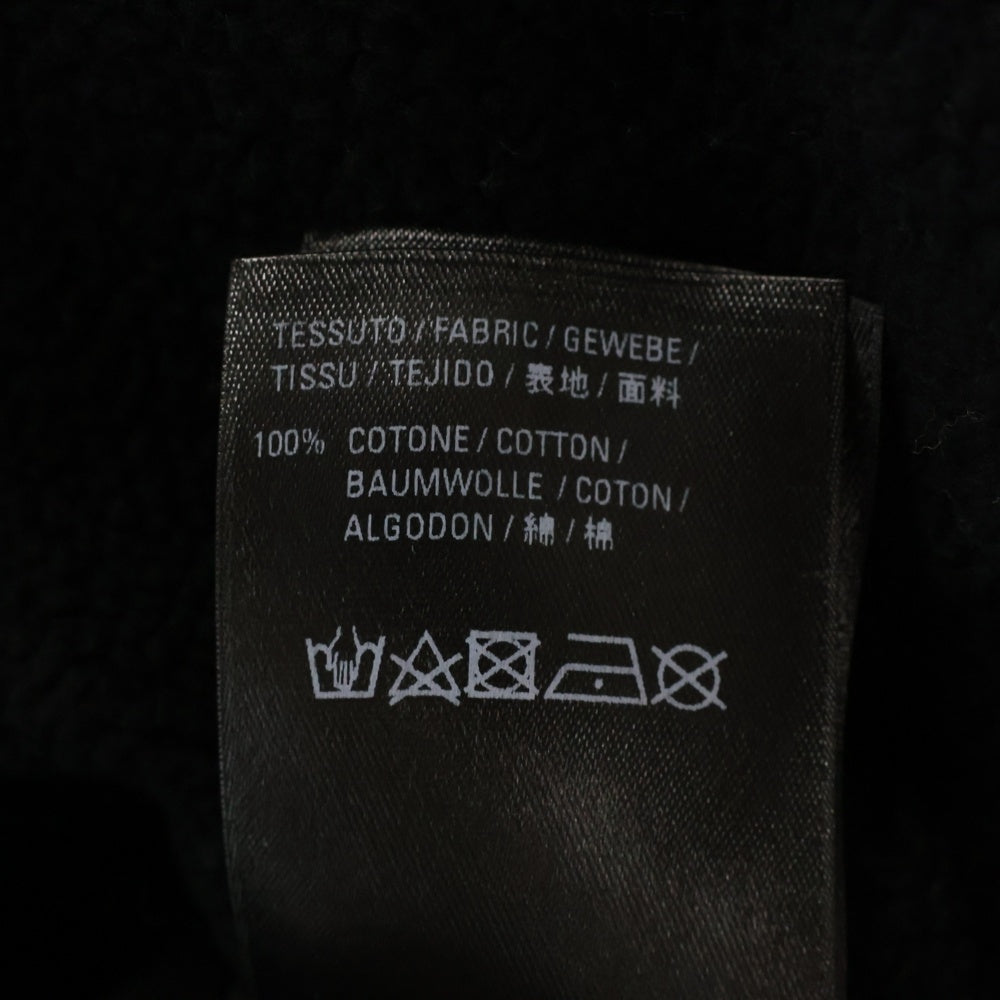 TESSUTO / FABRIC / GEWEBE /
TISSU / TEJIDO / 表地 / 面料
100% COTONE / COTTON /
BAUMWOLLE / COTON /
ALGODON / 綿 / 棉